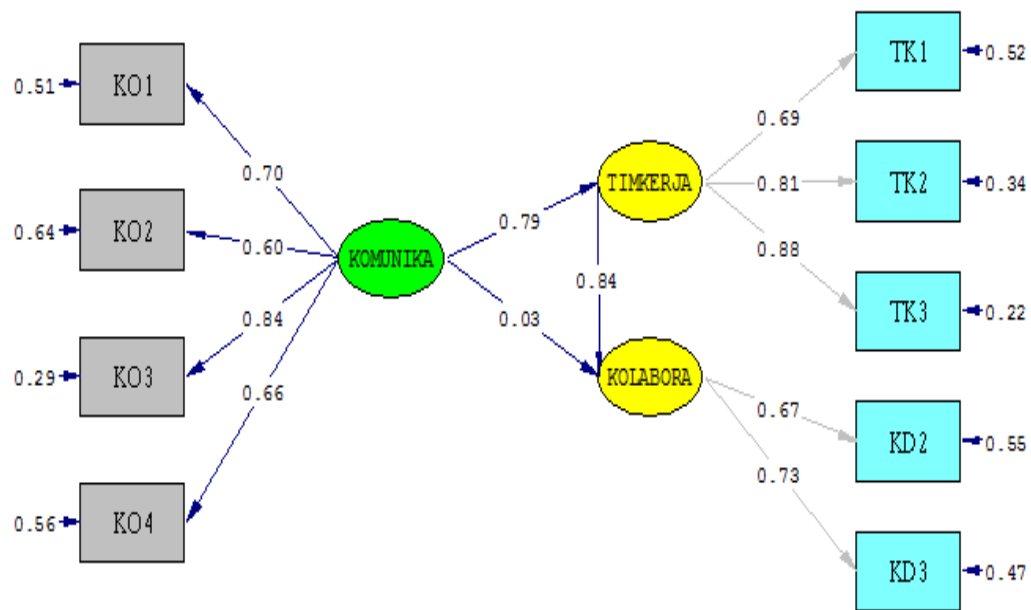 TK1
0.52
KO1
0.51
0.69
0.70
TIMKERJA
0.81
TK2
0.34
KO2
0.64
0.60
0.79
KOMUNIKA
0.88
0.84
TK3
0.22
0.84
0.03
KO3
0.29
KOLABORA
0.66
0.67
KD2
0.55
0.73
KO4
0.56
KD3
0.47